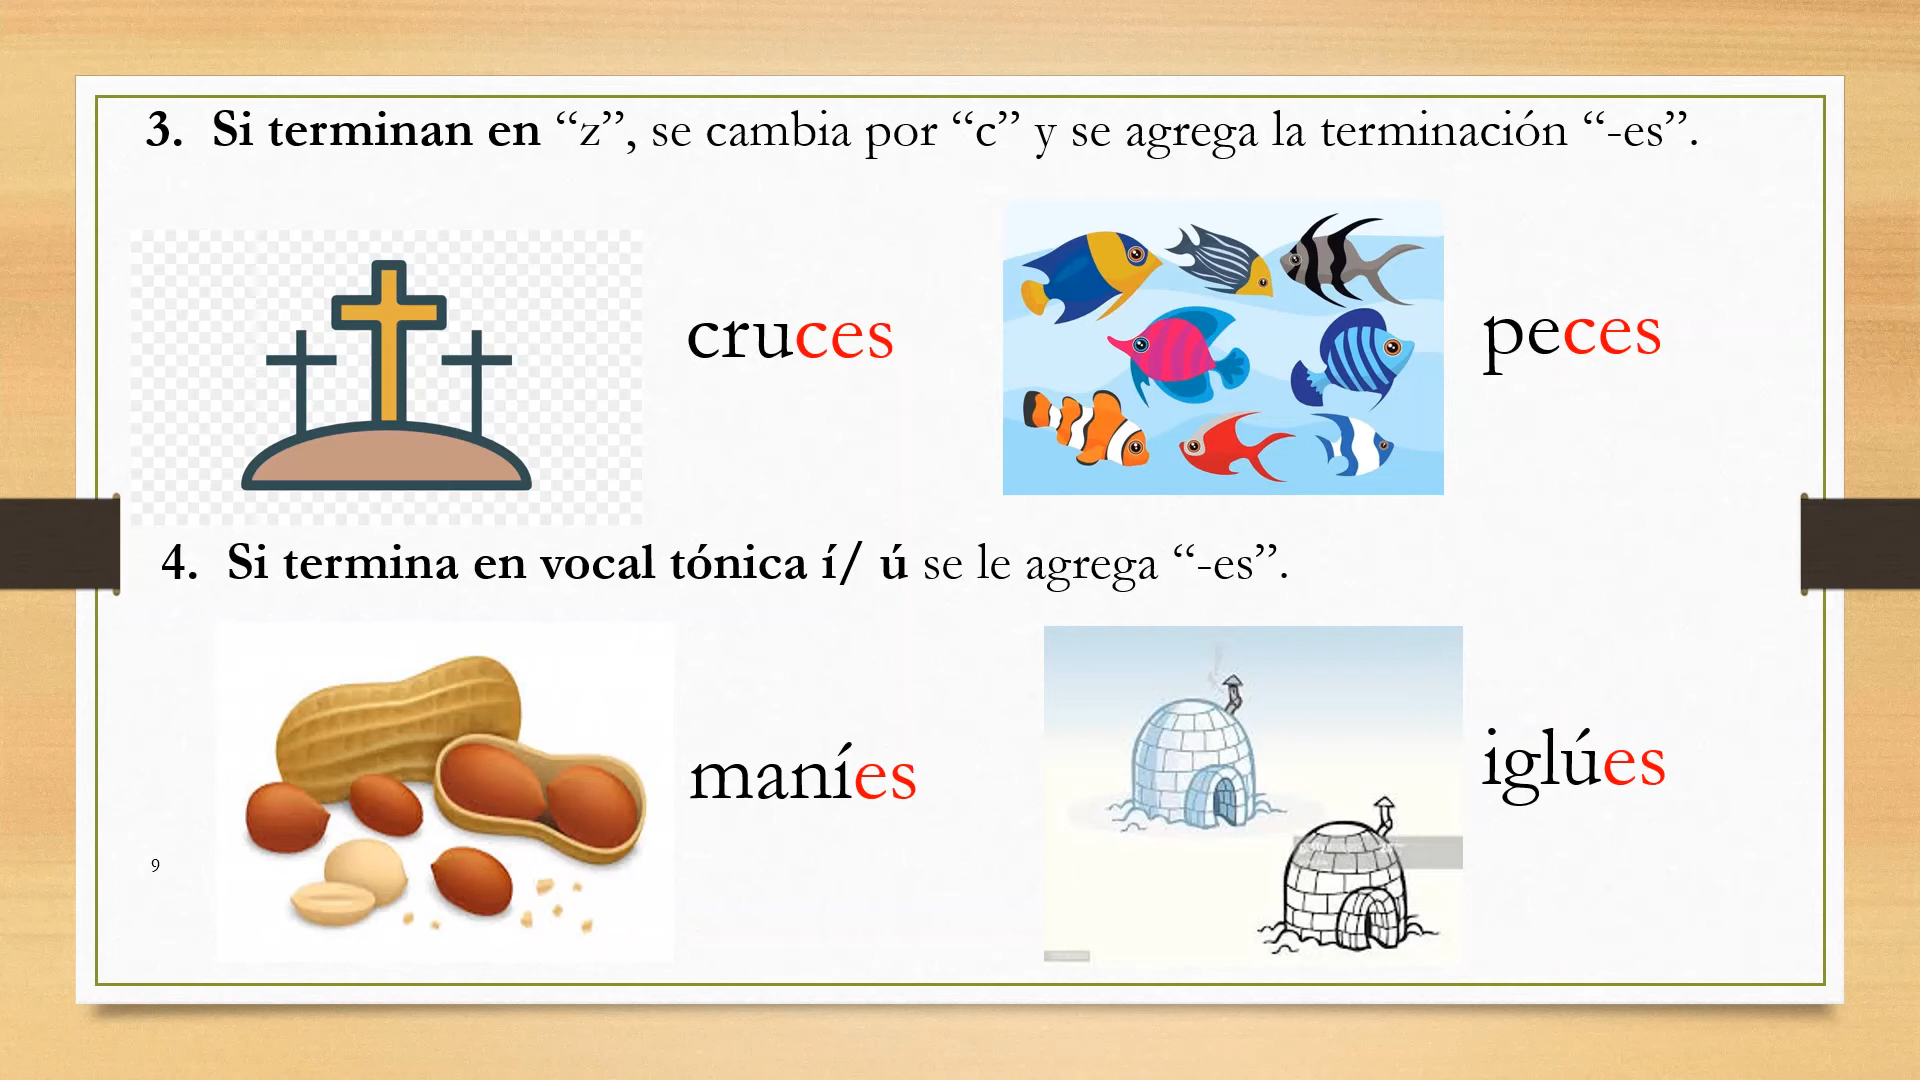 3. Si terminan en “z”, se cambia por “c” y se agrega la terminación “-es”.
cruces
peces
4. Si termina en vocal tónica í/ ú se le agrega “-es”.
maníes
iglúes
9